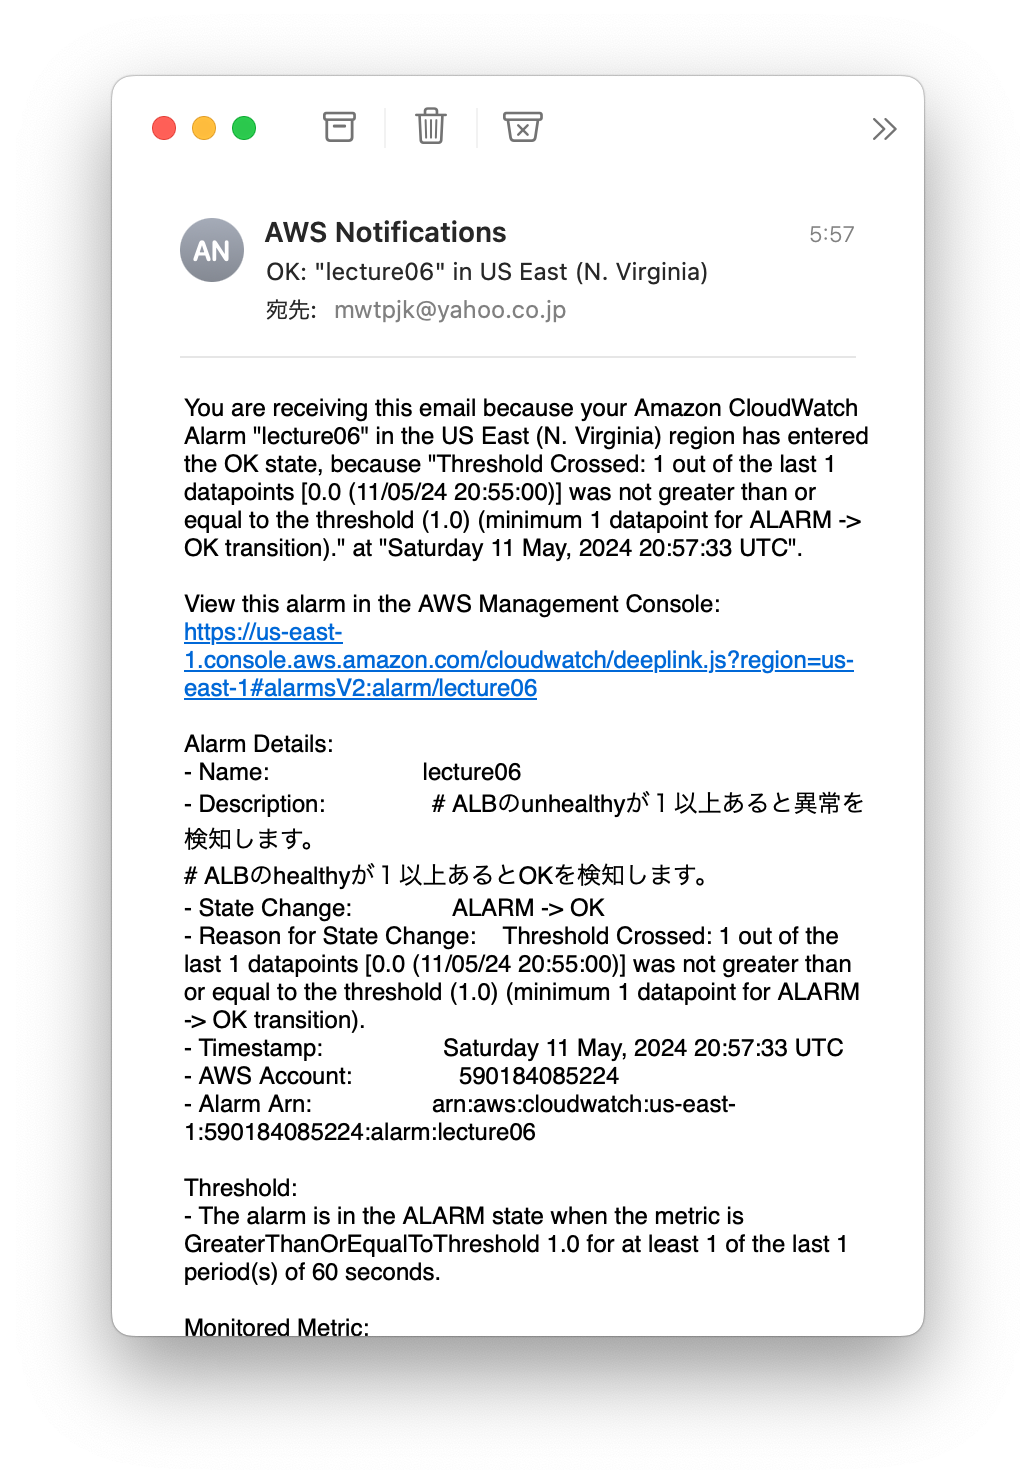 AN
AWS Notifications
5:57
OK: "lecture06" in US East (N. Virginia)
宛先: mwtpjk@yahoo.co.jp
You are receiving this email because your Amazon CloudWatch
Alarm "lecture06" in the US East (N. Virginia) region has entered
the OK state, because "Threshold Crossed: 1 out of the last 1
datapoints [0.0 (11/05/24 20:55:00)] was not greater than or
equal to the threshold (1.0) (minimum 1 datapoint for ALARM ->
OK transition)." at "Saturday 11 May, 2024 20:57:33 UTC".
View this alarm in the AWS Management Console:
https://us-east-
1.console.aws.amazon.com/cloudwatch/deeplink.js?region=us-
east-1#alarmsV2:alarm/lecture06
Alarm Details:
- Name: lecture06
- Description: # ALBのunhealthyが１以上あると異常を
検知します。
# ALBのhealthyが１以上あるとOKを検知します。
- State Change: ALARM -> OK
- Reason for State Change: Threshold Crossed: 1 out of the
last 1 datapoints [0.0 (11/05/24 20:55:00)] was not greater than
or equal to the threshold (1.0) (minimum 1 datapoint for ALARM
-> OK transition).
- Timestamp: Saturday 11 May, 2024 20:57:33 UTC
- AWS Account: 590184085224
- Alarm Arn: arn:aws:cloudwatch:us-east-
1:590184085224:alarm:lecture06
Threshold:
- The alarm is in the ALARM state when the metric is
GreaterThanOrEqualToThreshold 1.0 for at least 1 of the last 1
period(s) of 60 seconds.
Monitored Metric: